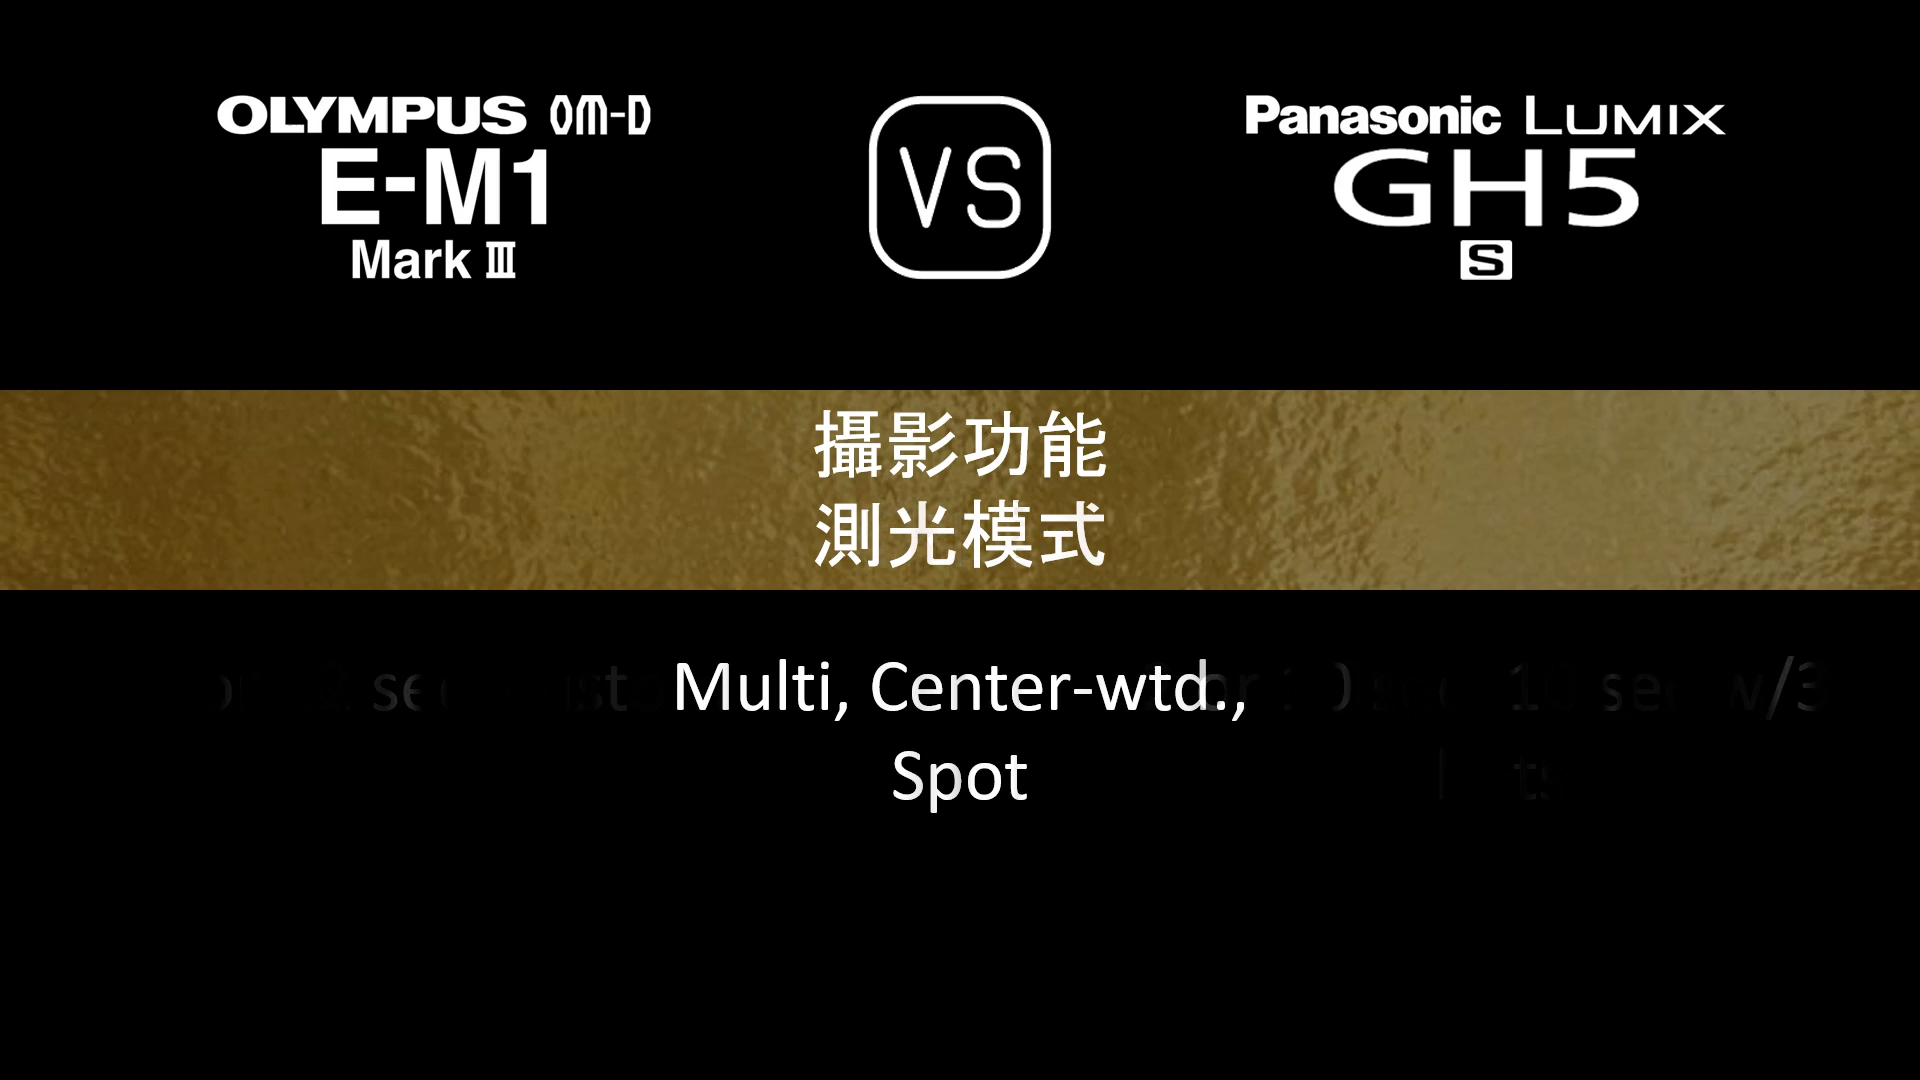 OLYMPUS OM-D
E-M1
Mark III
VS
Panasonic LUMIX
GH5
S
攝影功能
測光模式
Multi, Center-wtd.,
Spot